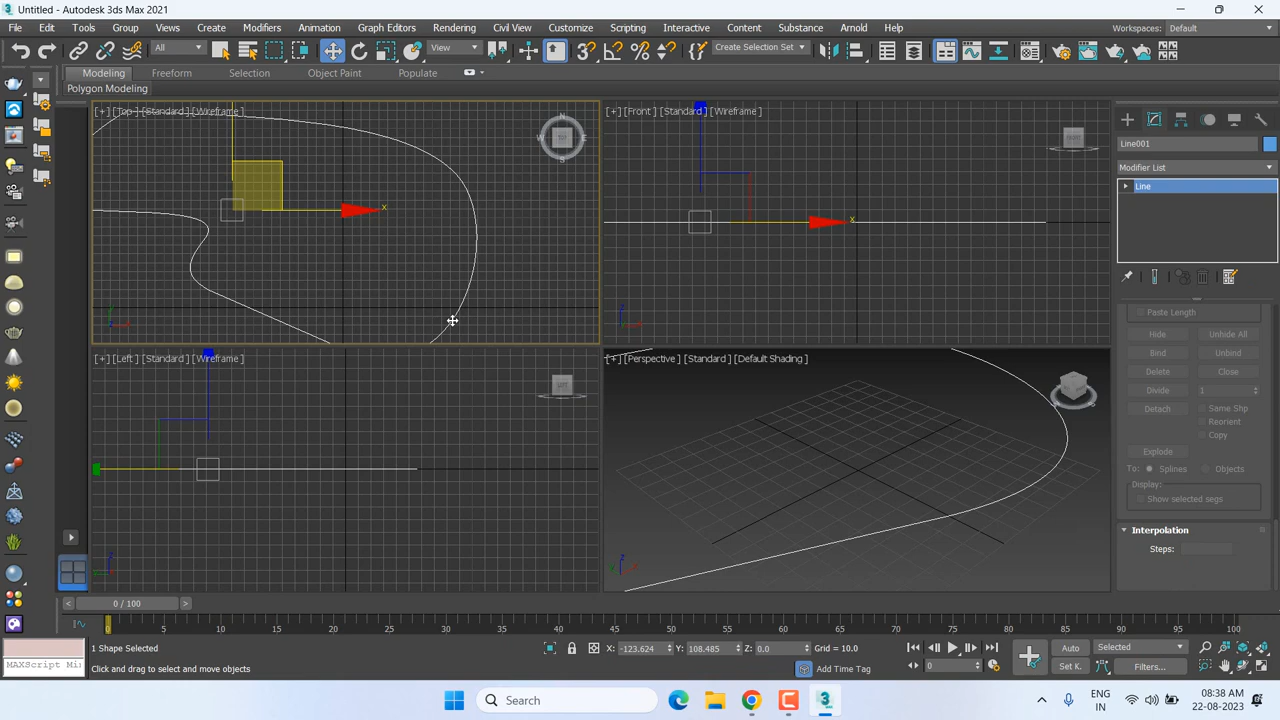 Untitled - Autodesk 3ds Max 2021
File Edit Tools Group Views Create Modifiers Animation Graph Editors Rendering Civil View Customize Scripting Interactive Content Substance Arnold Help
Workspaces: Default
All View Create Selection Set
Modeling Freeform Selection Object Paint Populate
Polygon Modeling
[+] [Top] [Standard] [Wireframe]
[+] [Front] [Standard] [Wireframe]
Line001
Modifier List
Line
Paste Length
Hide Unhide All
Bind Unbind
[+] [Left] [Standard] [Wireframe]
[+] [Perspective] [Standard] [Default Shading]
Delete Close
Divide 1
Detach Same Shp
Reorient
Copy
Explode
To: Splines Objects
Display:
Show selected segs
Interpolation
Steps:
0 / 100
0 5 10 15 20 25 30 35 40 45 50 55 60 65 70 75 80 85 90 95 100
1 Shape Selected
X: -123.624 Y: 108.485 Z: 0.0 Grid = 10.0
Auto Selected
MAXScript Mi
Click and drag to select and move objects
Add Time Tag
0
Set K. Filters...
Search
ENG
IN
08:38 AM
22-08-2023